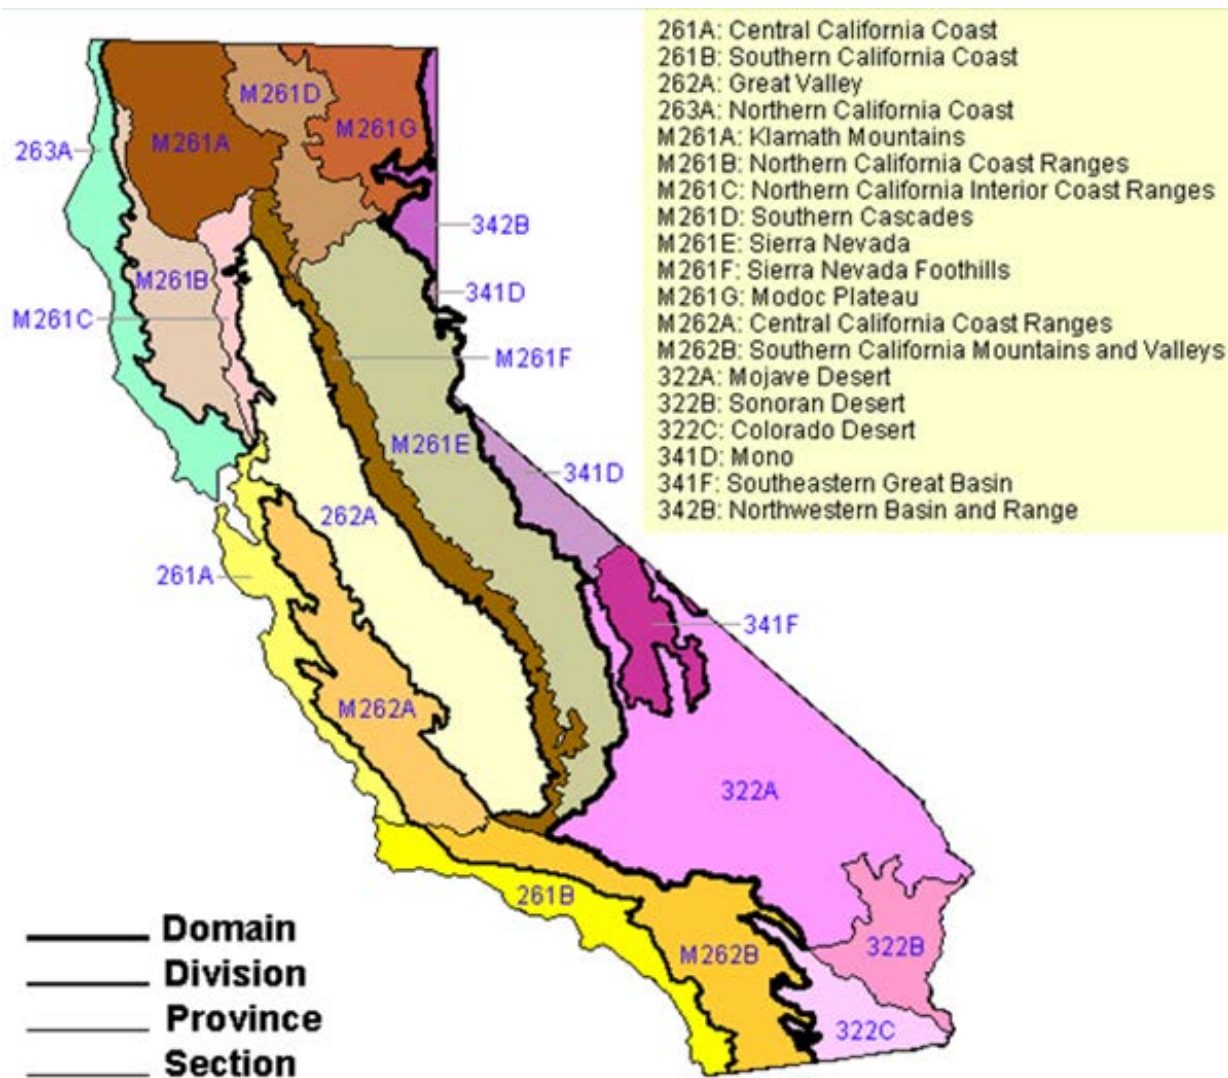 261A: Central California Coast
261B: Southern California Coast
262A: Great Valley
263A: Northern California Coast
M261A: Klamath Mountains
M261B: Northern California Coast Ranges
M261C: Northern California Interior Coast Ranges
M261D: Southern Cascades
M261E: Sierra Nevada
M261F: Sierra Nevada Foothills
M261G: Modoc Plateau
M262A: Central California Coast Ranges
M262B: Southern California Mountains and Valleys
322A: Mojave Desert
322B: Sonoran Desert
322C: Colorado Desert
341D: Mono
341F: Southeastern Great Basin
342B: Northwestern Basin and Range
M261D
M261G
M261A
263A
342B
M261B
341D
M261C
M261F
M261E
341D
262A
261A
341F
M262A
322A
261B
322B
M262B
322C
Domain
Division
Province
Section